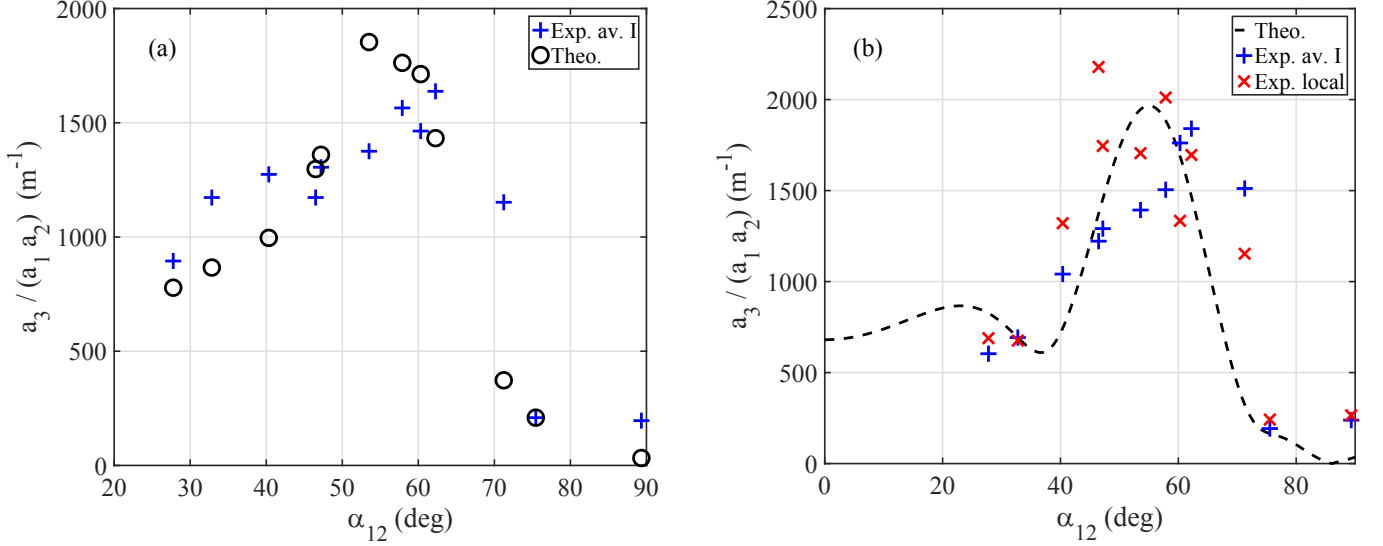 (a)
Exp. av. I
Theo.
2000
1500
1000
500
0
20 30 40 50 60 70 80 90
α₁₂ (deg)
a₃ / (a₁ a₂) (m⁻¹)
(b)
Theo.
Exp. av. I
Exp. local
2500
2000
1500
1000
500
0
0 20 40 60 80
α₁₂ (deg)
a₃ / (a₁ a₂) (m⁻¹)